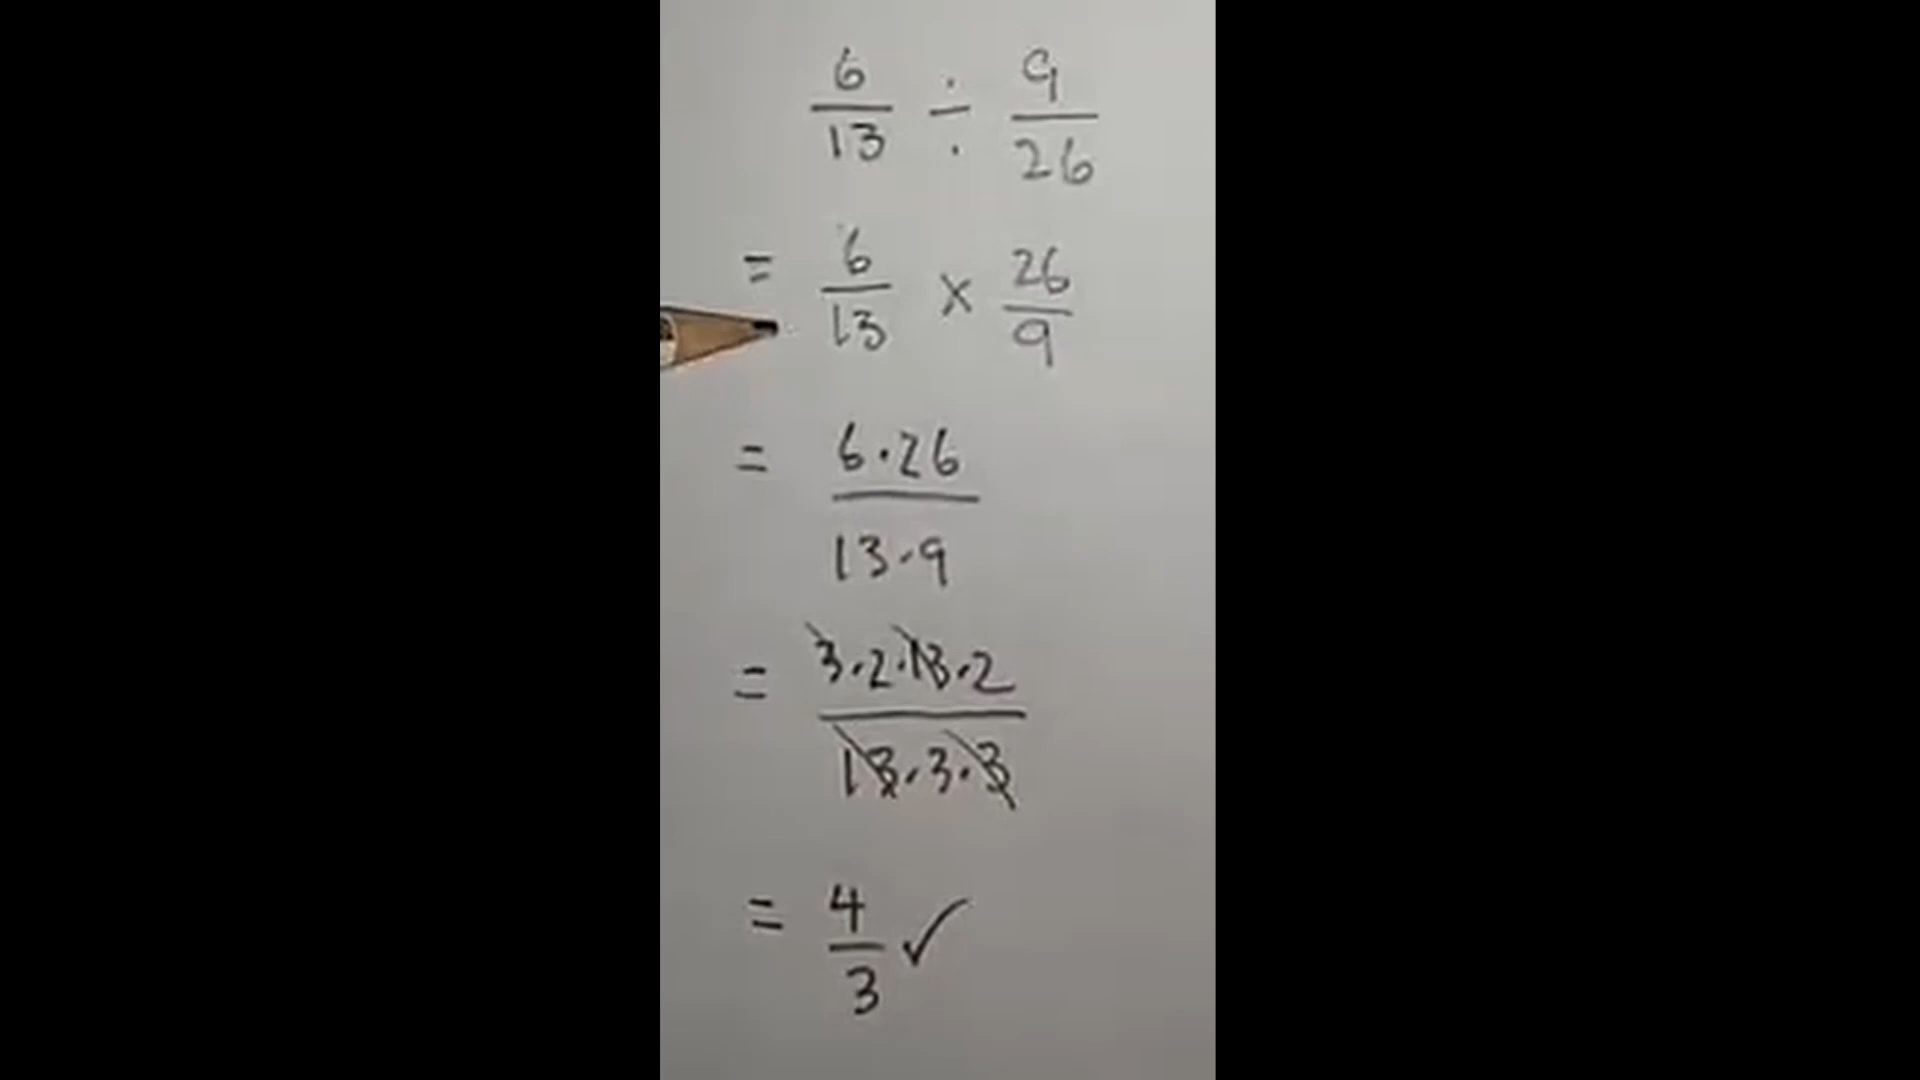 6/13 ÷ 9/26
= 6/13 × 26/9
= 6·26/13·9
= 3·2·13·2/13·3·3
= 4/3 ✓